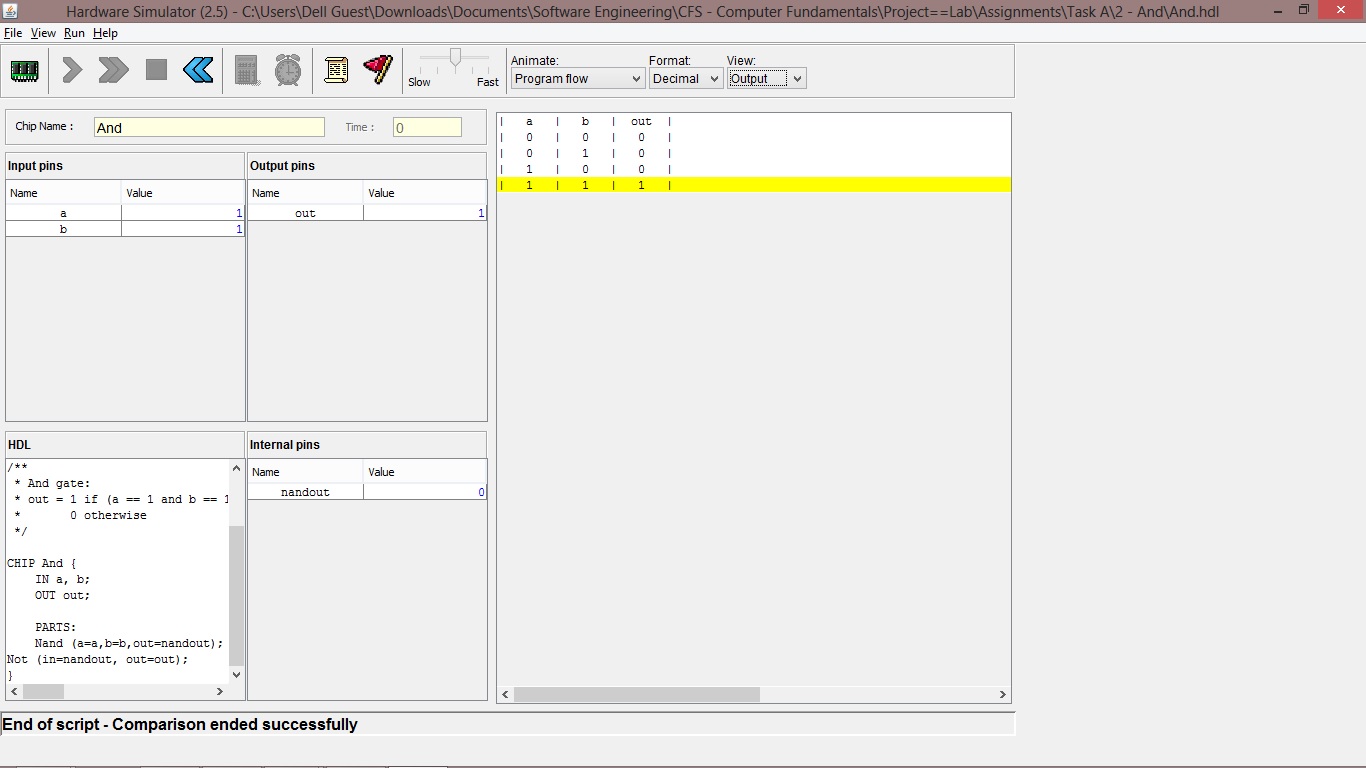 Hardware Simulator (2.5) - C:\Users\Dell Guest\Downloads\Documents\Software Engineering\CFS - Computer Fundamentals\Project==Lab\Assignments\Task A\2 - And\And.hdl
File View Run Help
Slow Fast
Animate: Format: View:
Program flow Decimal Output
Chip Name : And Time : 0
Input pins
Name Value
a 1
b 1
Output pins
Name Value
out 1
HDL
/**
* And gate:
* out = 1 if (a == 1 and b == 1
* 0 otherwise
*/
CHIP And {
IN a, b;
OUT out;
PARTS:
Nand (a=a,b=b,out=nandout);
Not (in=nandout, out=out);
}
Internal pins
Name Value
nandout 0
| a | b | out |
| 0 | 0 | 0 |
| 0 | 1 | 0 |
| 1 | 0 | 0 |
| 1 | 1 | 1 |
End of script - Comparison ended successfully